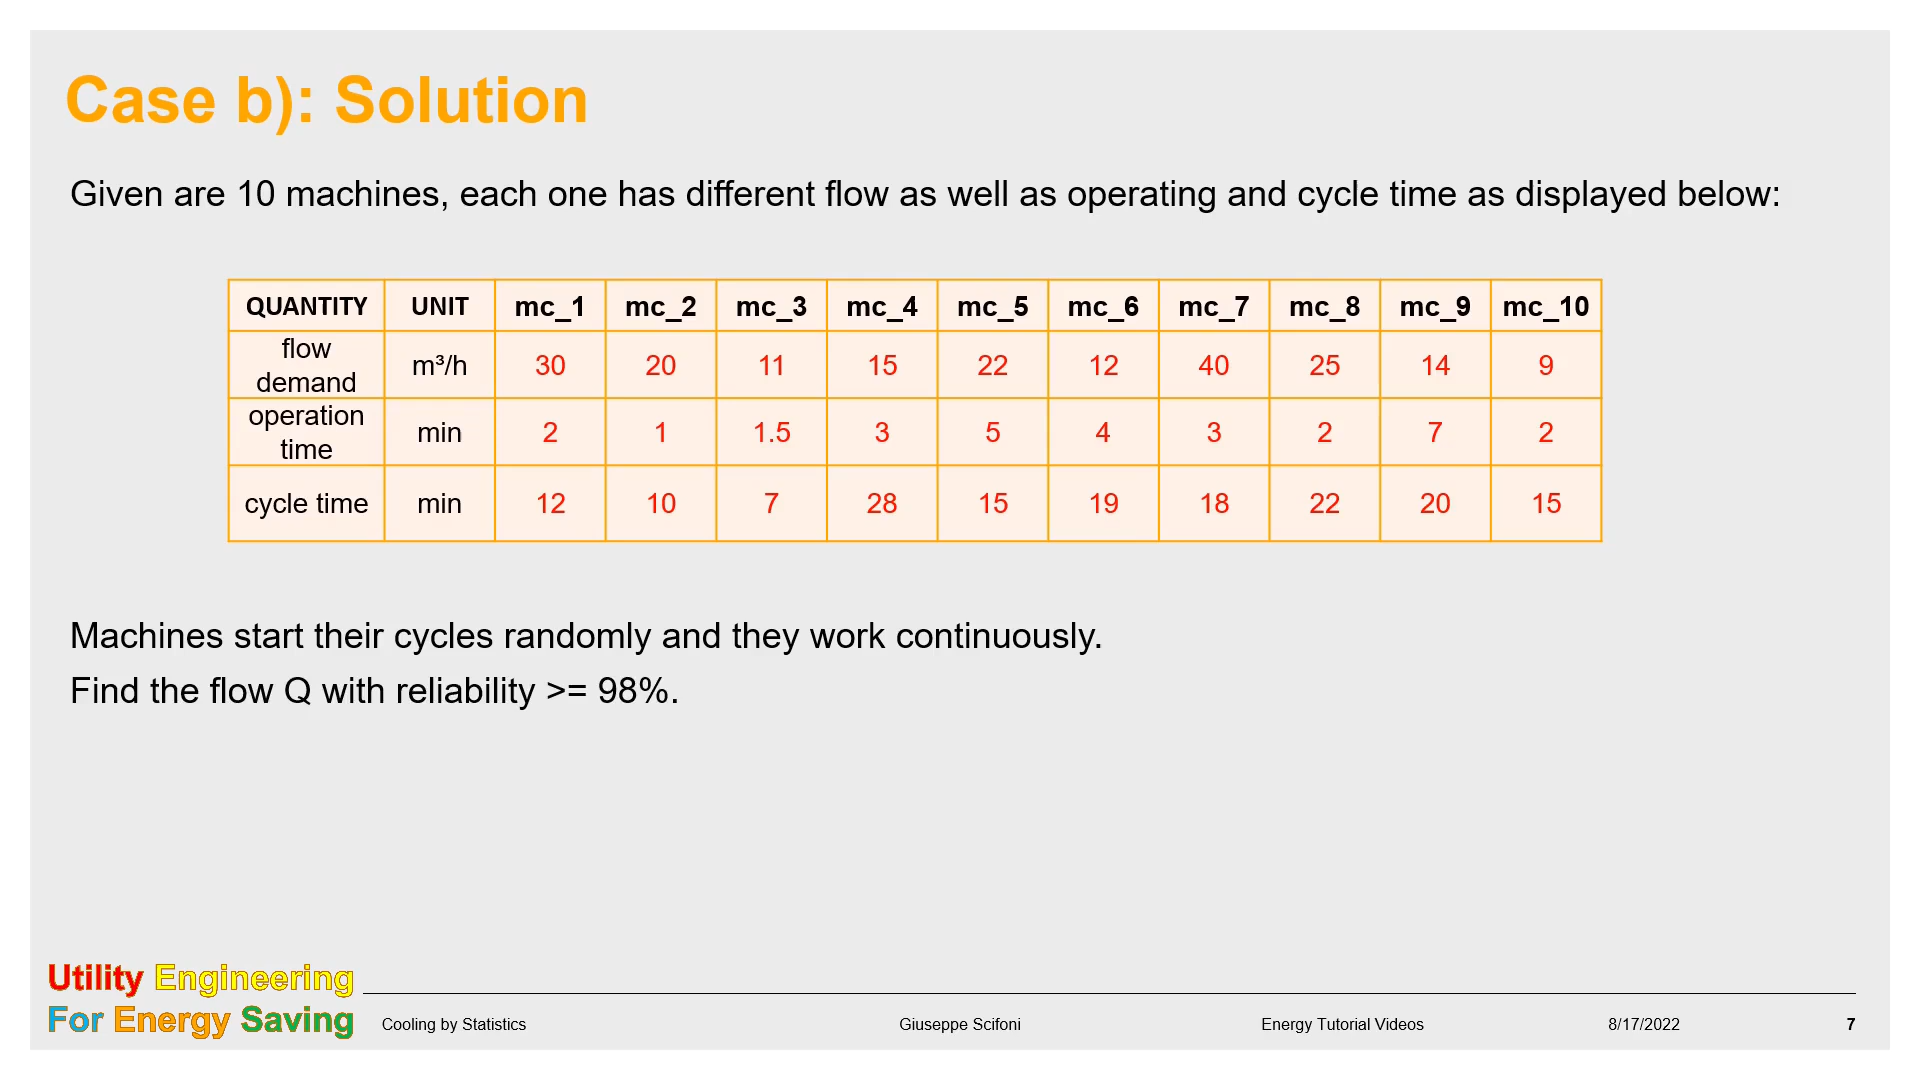 Case b): Solution
Given are 10 machines, each one has different flow as well as operating and cycle time as displayed below:
QUANTITY UNIT mc_1 mc_2 mc_3 mc_4 mc_5 mc_6 mc_7 mc_8 mc_9 mc_10
flow
demand m³/h 30 20 11 15 22 12 40 25 14 9
operation
time min 2 1 1.5 3 5 4 3 2 7 2
cycle time min 12 10 7 28 15 19 18 22 20 15
Machines start their cycles randomly and they work continuously.
Find the flow Q with reliability >= 98%.
Utility Engineering
For Energy Saving Cooling by Statistics Giuseppe Scifoni Energy Tutorial Videos 8/17/2022 7